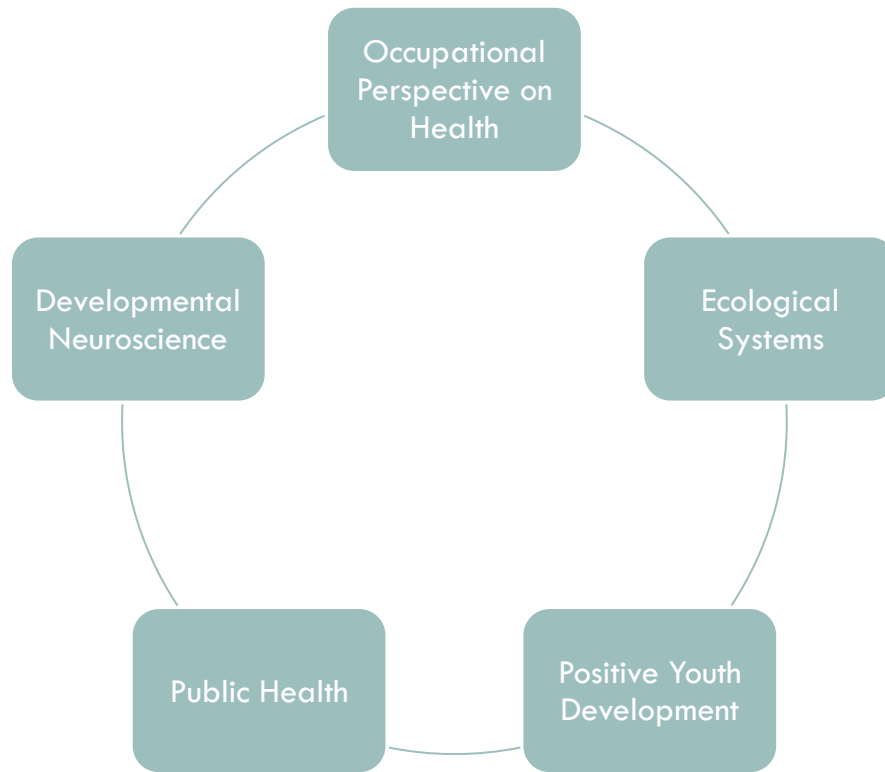 Occupational
Perspective on
Health
Ecological
Systems
Positive Youth
Development
Public Health
Developmental
Neuroscience